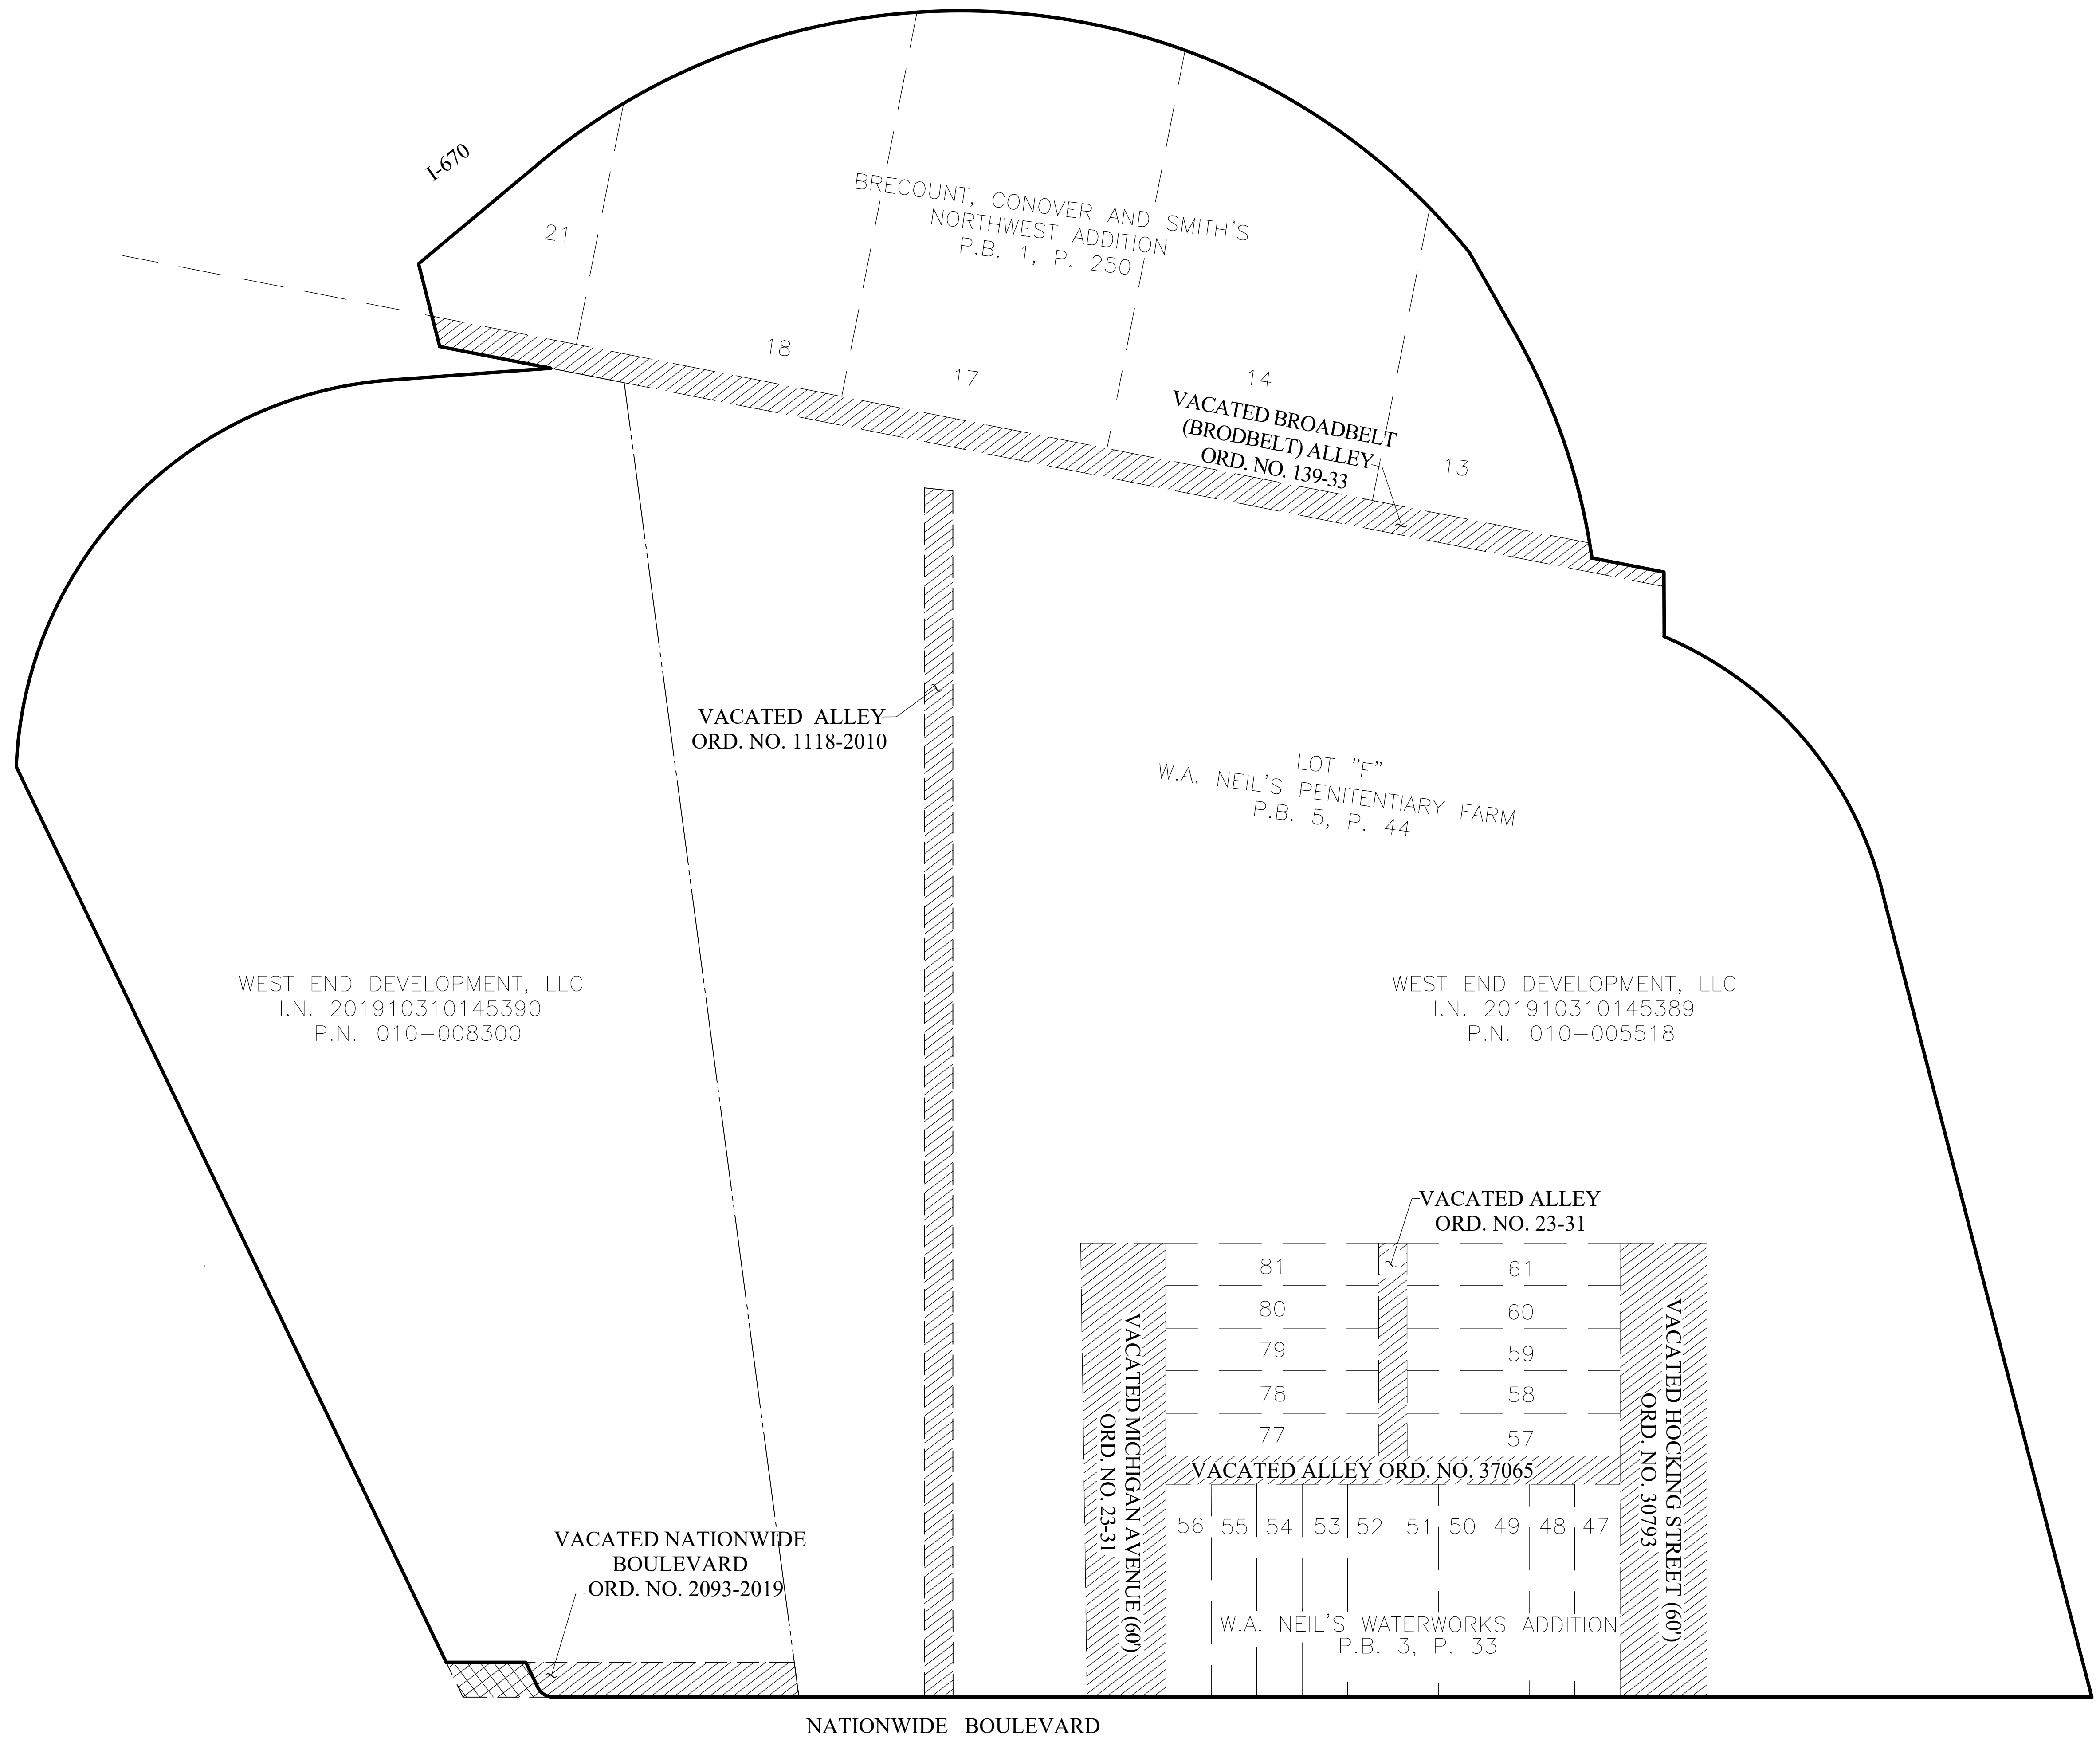 I-670
BRECOUNT, CONOVER AND SMITH'S
NORTHWEST ADDITION
P.B. 1, P. 250
21
18
17
14
13
VACATED BROADBELT
(BRODBELT) ALLEY
ORD. NO. 139-33
VACATED ALLEY
ORD. NO. 1118-2010
LOT "F"
W.A. NEIL'S PENITENTIARY FARM
P.B. 5, P. 44
WEST END DEVELOPMENT, LLC
I.N. 201910310145390
P.N. 010-008300
WEST END DEVELOPMENT, LLC
I.N. 201910310145389
P.N. 010-005518
VACATED ALLEY
ORD. NO. 23-31
81
61
80
60
79
59
78
58
77
57
VACATED MICHIGAN AVENUE (60')
ORD. NO. 23-31
VACATED HOCKING STREET (60')
ORD. NO. 30793
VACATED ALLEY ORD. NO. 37065
56 55 54 53 52 51 50 49 48 47
W.A. NEIL'S WATERWORKS ADDITION
P.B. 3, P. 33
VACATED NATIONWIDE
BOULEVARD
ORD. NO. 2093-2019
NATIONWIDE BOULEVARD